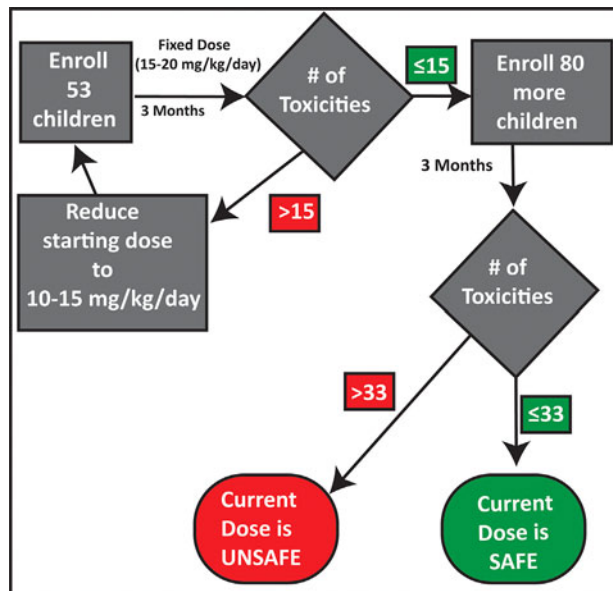 Enroll
53
children
Fixed Dose
(15-20 mg/kg/day)
3 Months
# of
Toxicities
≤15
Enroll 80
more
children
>15
Reduce
starting dose
to
10-15 mg/kg/day
3 Months
# of
Toxicities
>33
≤33
Current
Dose is
UNSAFE
Current
Dose is
SAFE